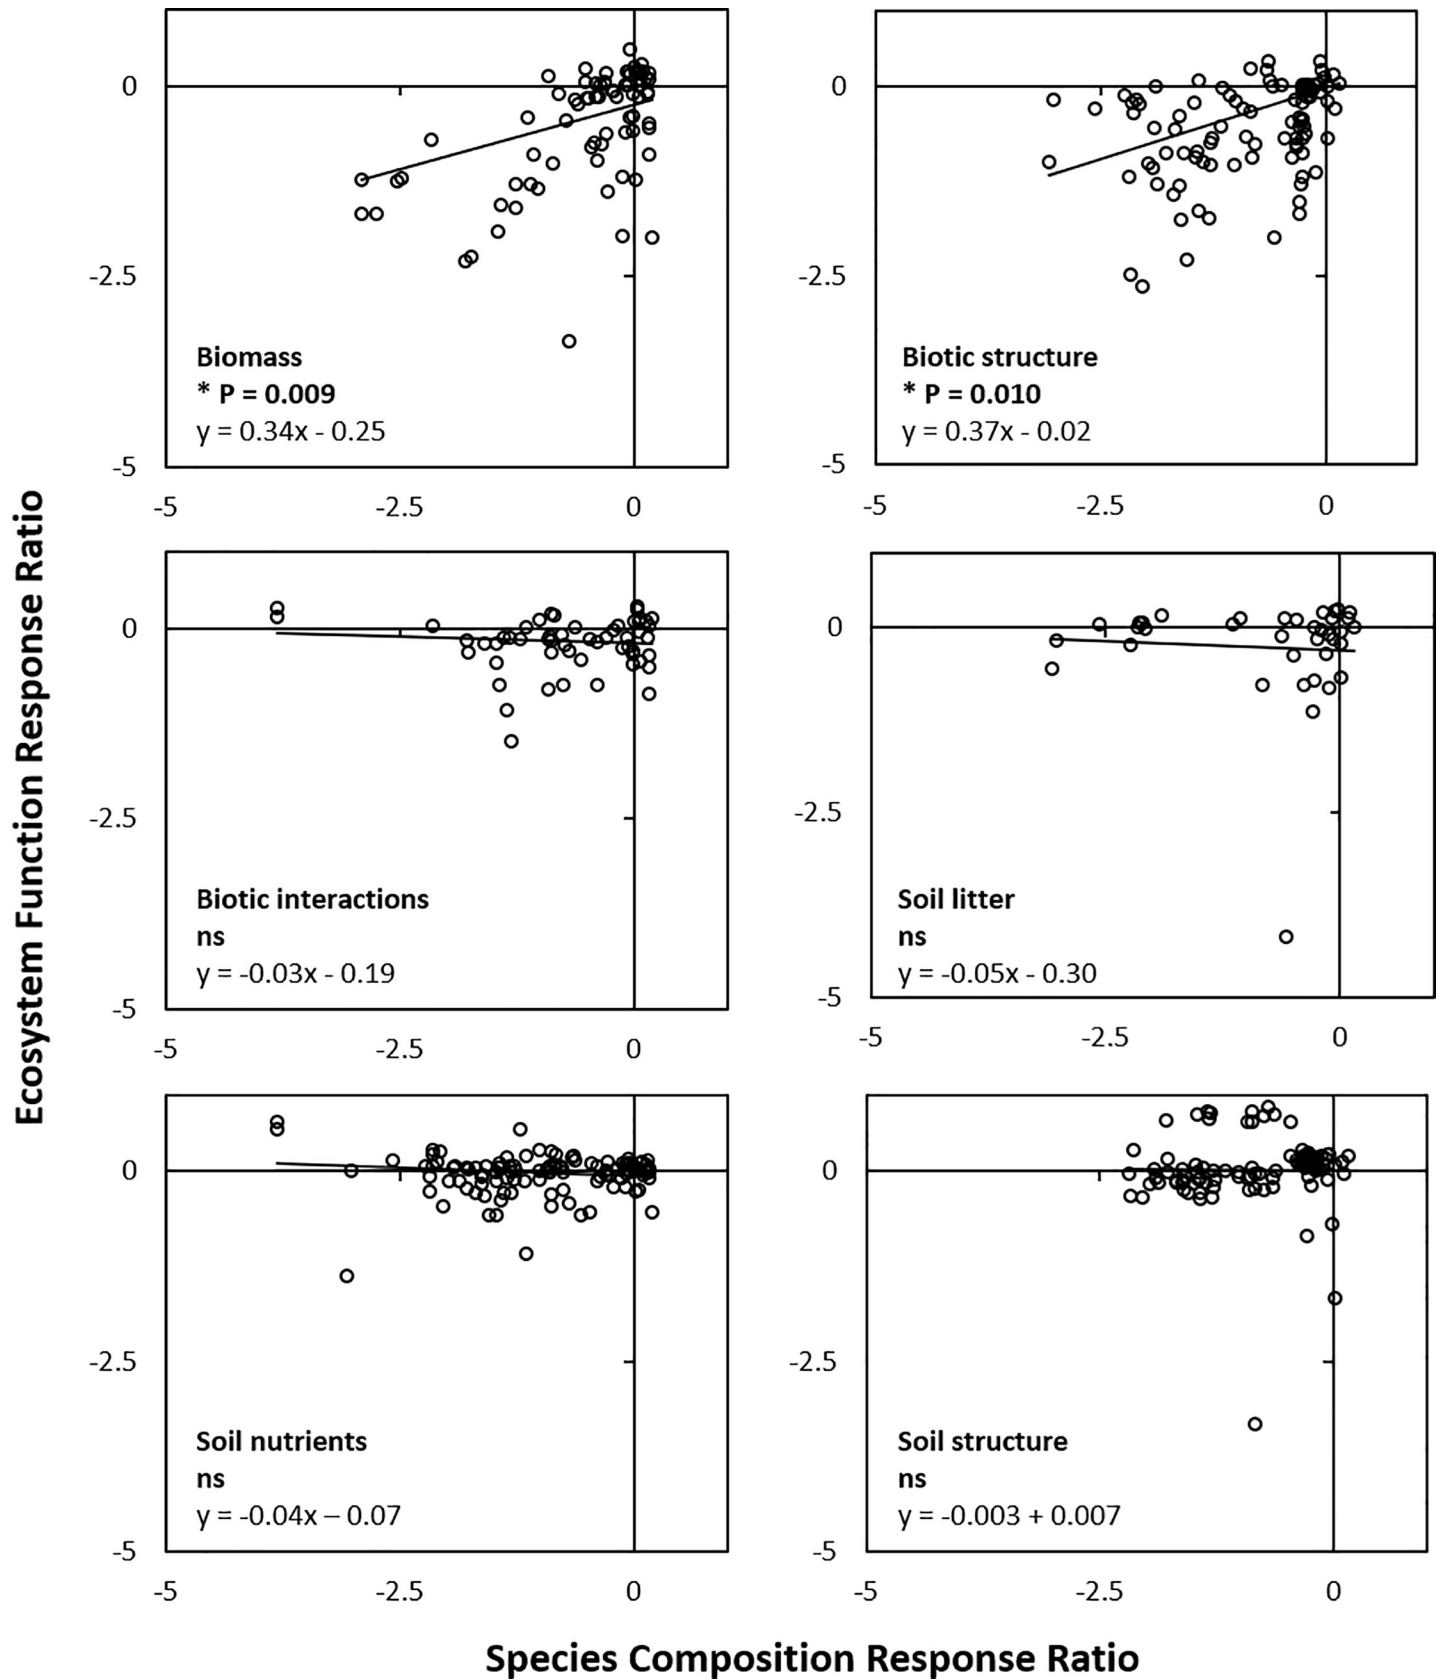 Ecosystem Function Response Ratio
0
-2.5
-5
Biomass
* P = 0.009
y = 0.34x - 0.25
-5
-2.5
0
0
-2.5
-5
Biotic structure
* P = 0.010
y = 0.37x - 0.02
-5
-2.5
0
0
-2.5
-5
Biotic interactions
ns
y = -0.03x - 0.19
-5
-2.5
0
0
-2.5
-5
Soil litter
ns
y = -0.05x - 0.30
-5
-2.5
0
0
-2.5
-5
Soil nutrients
ns
y = -0.04x – 0.07
-5
-2.5
0
0
-2.5
-5
Soil structure
ns
y = -0.003 + 0.007
-5
-2.5
0
Species Composition Response Ratio